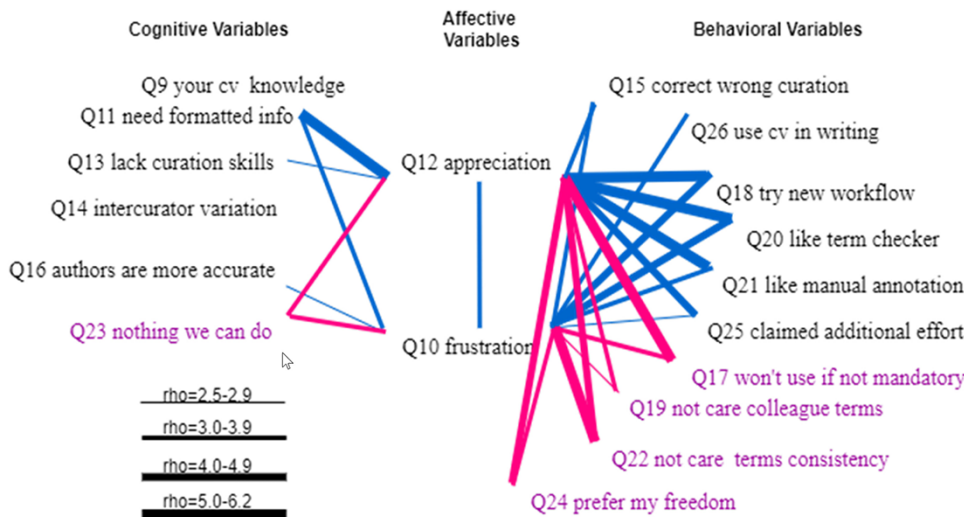 Cognitive Variables
Affective
Variables
Behavioral Variables
Q9 your cv knowledge
Q11 need formatted info
Q13 lack curation skills
Q14 intercurator variation
Q16 authors are more accurate
Q23 nothing we can do
Q12 appreciation
Q10 frustration
Q15 correct wrong curation
Q26 use cv in writing
Q18 try new workflow
Q20 like term checker
Q21 like manual annotation
Q25 claimed additional effort
Q17 won't use if not mandatory
Q19 not care colleague terms
Q22 not care terms consistency
Q24 prefer my freedom
rho=2.5-2.9
rho=3.0-3.9
rho=4.0-4.9
rho=5.0-6.2